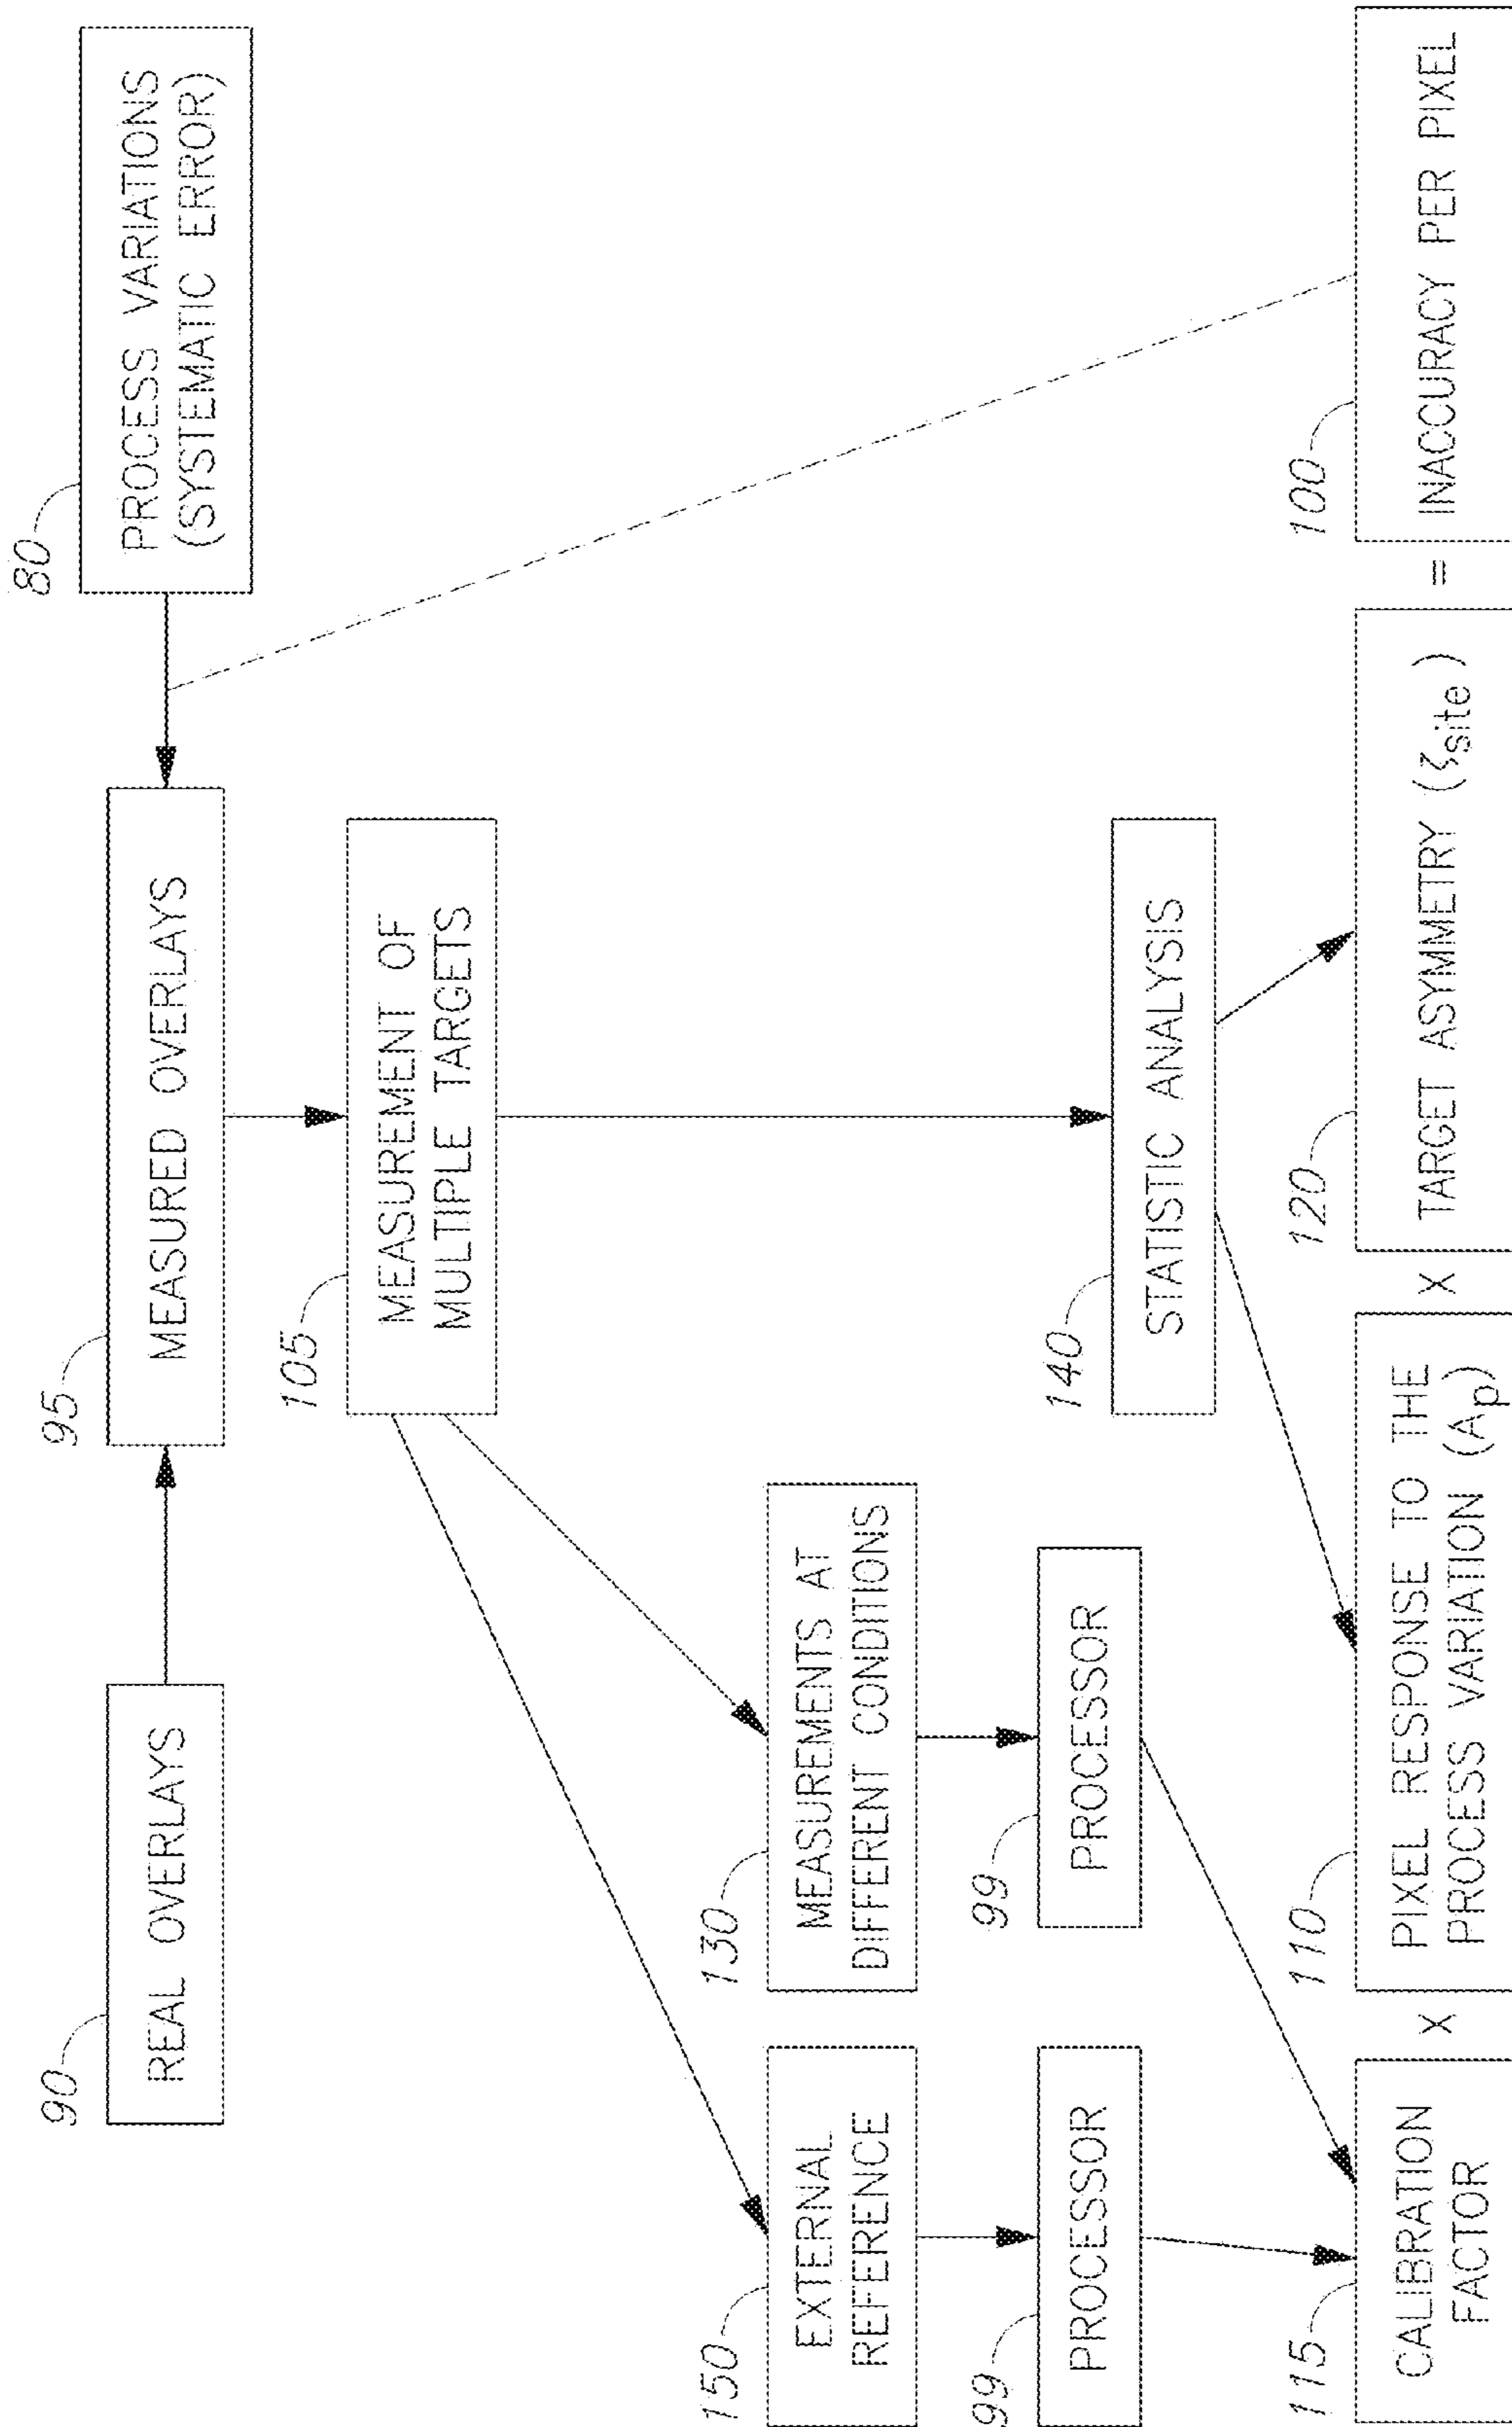 90
REAL OVERLAYS
95
MEASURED OVERLAYS
80
PROCESS VARIATIONS
(SYSTEMATIC ERROR)
105
MEASUREMENT OF
MULTIPLE TARGETS
150
EXTERNAL
REFERENCE
130
MEASUREMENTS AT
DIFFERENT CONDITIONS
99
PROCESSOR
99
PROCESSOR
140
STATISTIC ANALYSIS
115
CALIBRATION
FACTOR
X
110
PIXEL RESPONSE TO THE
PROCESS VARIATION (Ap)
X
120
TARGET ASYMMETRY (ζsite)
=
100
INACCURACY PER PIXEL